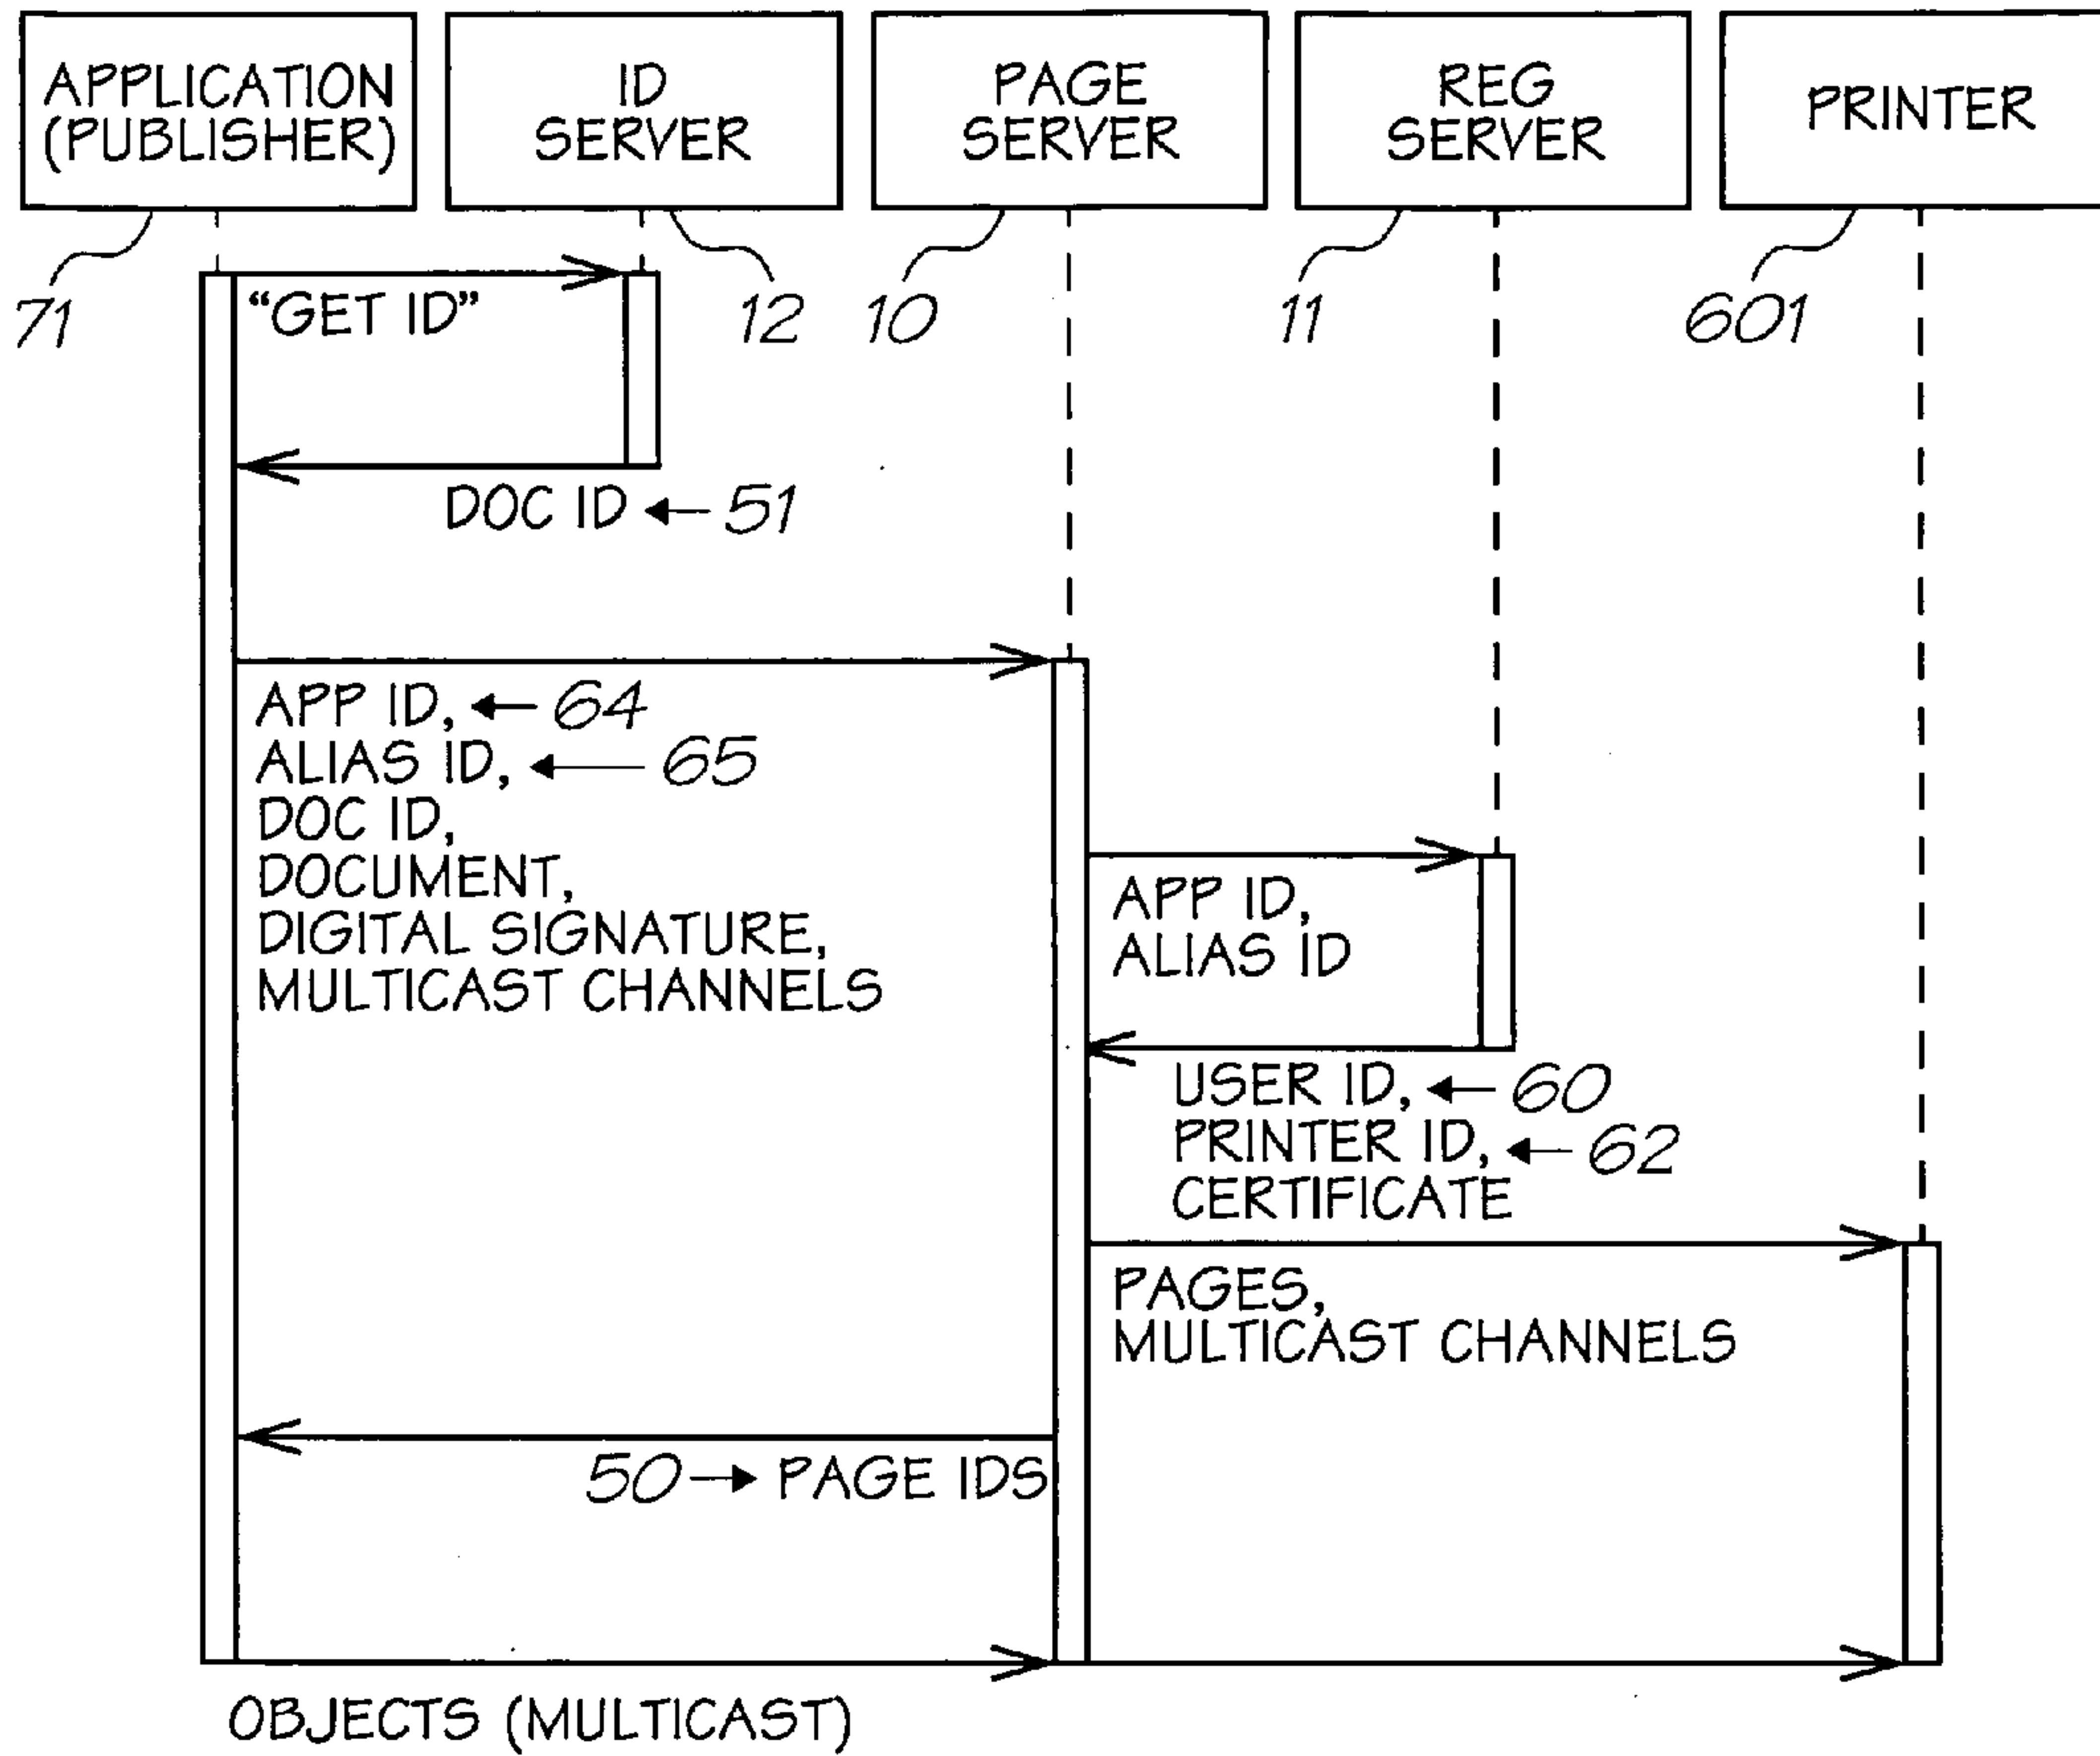 APPLICATION
(PUBLISHER)
ID
SERVER
PAGE
SERVER
REG
SERVER
PRINTER
71
12
10
11
601
“GET ID”
DOC ID 51
APP ID, 64
ALIAS ID, 65
DOC ID,
DOCUMENT,
DIGITAL SIGNATURE,
MULTICAST CHANNELS
APP ID,
ALIAS ID
USER ID, 60
PRINTER ID, 62
CERTIFICATE
PAGES,
MULTICAST CHANNELS
50 PAGE IDS
OBJECTS (MULTICAST)